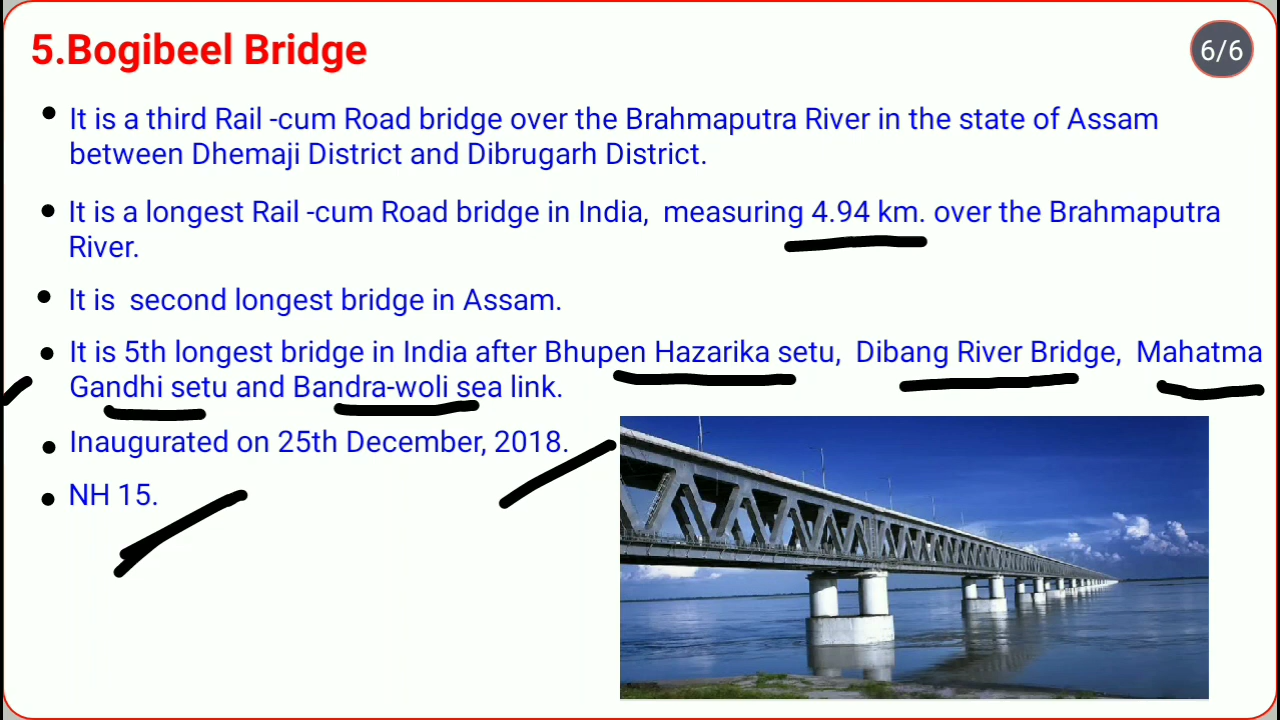 5.Bogibeel Bridge
6/6
It is a third Rail -cum Road bridge over the Brahmaputra River in the state of Assam
between Dhemaji District and Dibrugarh District.
It is a longest Rail -cum Road bridge in India, measuring 4.94 km. over the Brahmaputra
River.
It is second longest bridge in Assam.
It is 5th longest bridge in India after Bhupen Hazarika setu, Dibang River Bridge, Mahatma
Gandhi setu and Bandra-woli sea link.
Inaugurated on 25th December, 2018.
NH 15.